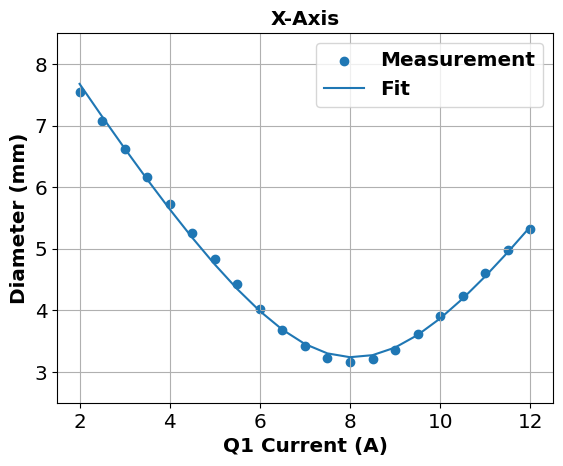 X-Axis
Measurement
Fit
Diameter (mm)
8
7
6
5
4
3
2 4 6 8 10 12
Q1 Current (A)